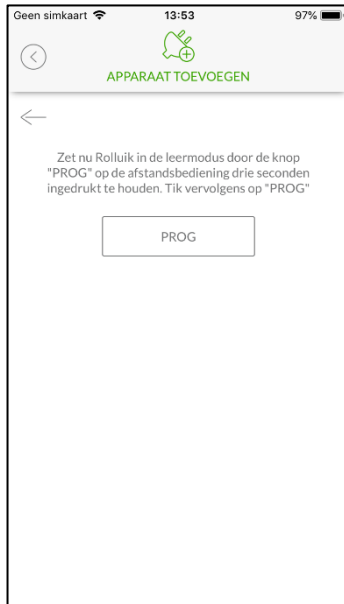 Geen simkaart 13:53 97%
APPARAAT TOEVOEGEN
Zet nu Rolluik in de leermodus door de knop
"PROG" op de afstandsbediening drie seconden
ingedrukt te houden. Tik vervolgens op "PROG"
PROG